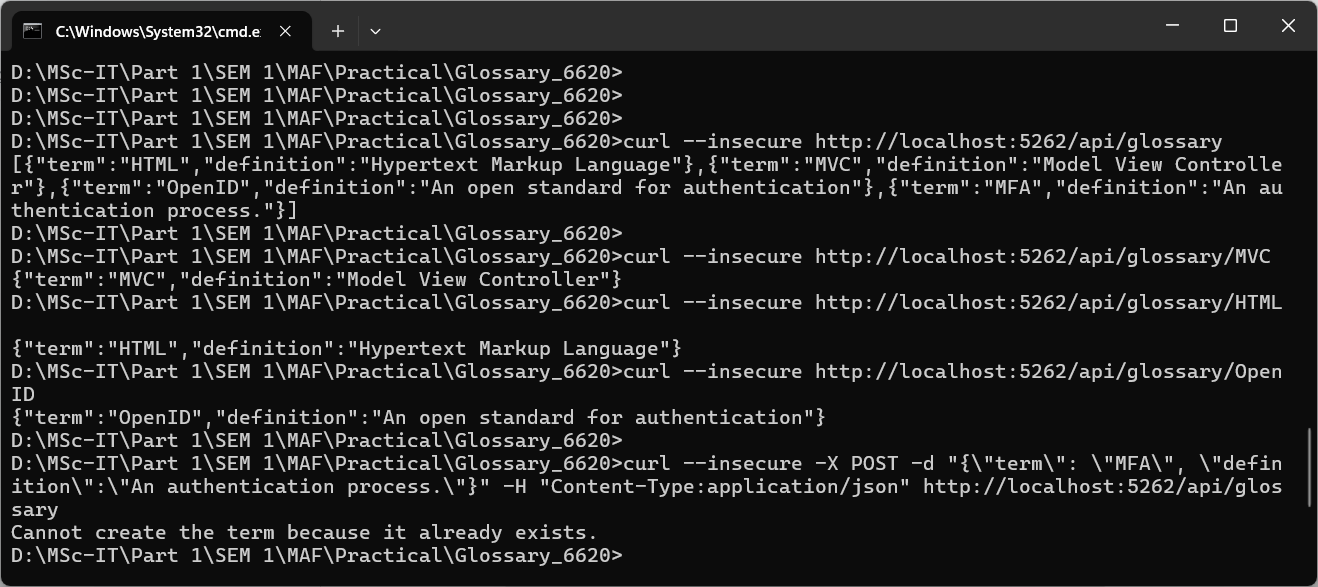 C:\Windows\System32\cmd.e
D:\MSc-IT\Part 1\SEM 1\MAF\Practical\Glossary_6620>
D:\MSc-IT\Part 1\SEM 1\MAF\Practical\Glossary_6620>
D:\MSc-IT\Part 1\SEM 1\MAF\Practical\Glossary_6620>
D:\MSc-IT\Part 1\SEM 1\MAF\Practical\Glossary_6620>curl --insecure http://localhost:5262/api/glossary
[{"term":"HTML","definition":"Hypertext Markup Language"},{"term":"MVC","definition":"Model View Controlle
r"},{"term":"OpenID","definition":"An open standard for authentication"},{"term":"MFA","definition":"An au
thentication process."}]
D:\MSc-IT\Part 1\SEM 1\MAF\Practical\Glossary_6620>
D:\MSc-IT\Part 1\SEM 1\MAF\Practical\Glossary_6620>curl --insecure http://localhost:5262/api/glossary/MVC
{"term":"MVC","definition":"Model View Controller"}
D:\MSc-IT\Part 1\SEM 1\MAF\Practical\Glossary_6620>curl --insecure http://localhost:5262/api/glossary/HTML
{"term":"HTML","definition":"Hypertext Markup Language"}
D:\MSc-IT\Part 1\SEM 1\MAF\Practical\Glossary_6620>curl --insecure http://localhost:5262/api/glossary/Open
ID
{"term":"OpenID","definition":"An open standard for authentication"}
D:\MSc-IT\Part 1\SEM 1\MAF\Practical\Glossary_6620>
D:\MSc-IT\Part 1\SEM 1\MAF\Practical\Glossary_6620>curl --insecure -X POST -d "{\"term\": \"MFA\", \"defin
ition\":\"An authentication process.\"}" -H "Content-Type:application/json" http://localhost:5262/api/glos
sary
Cannot create the term because it already exists.
D:\MSc-IT\Part 1\SEM 1\MAF\Practical\Glossary_6620>